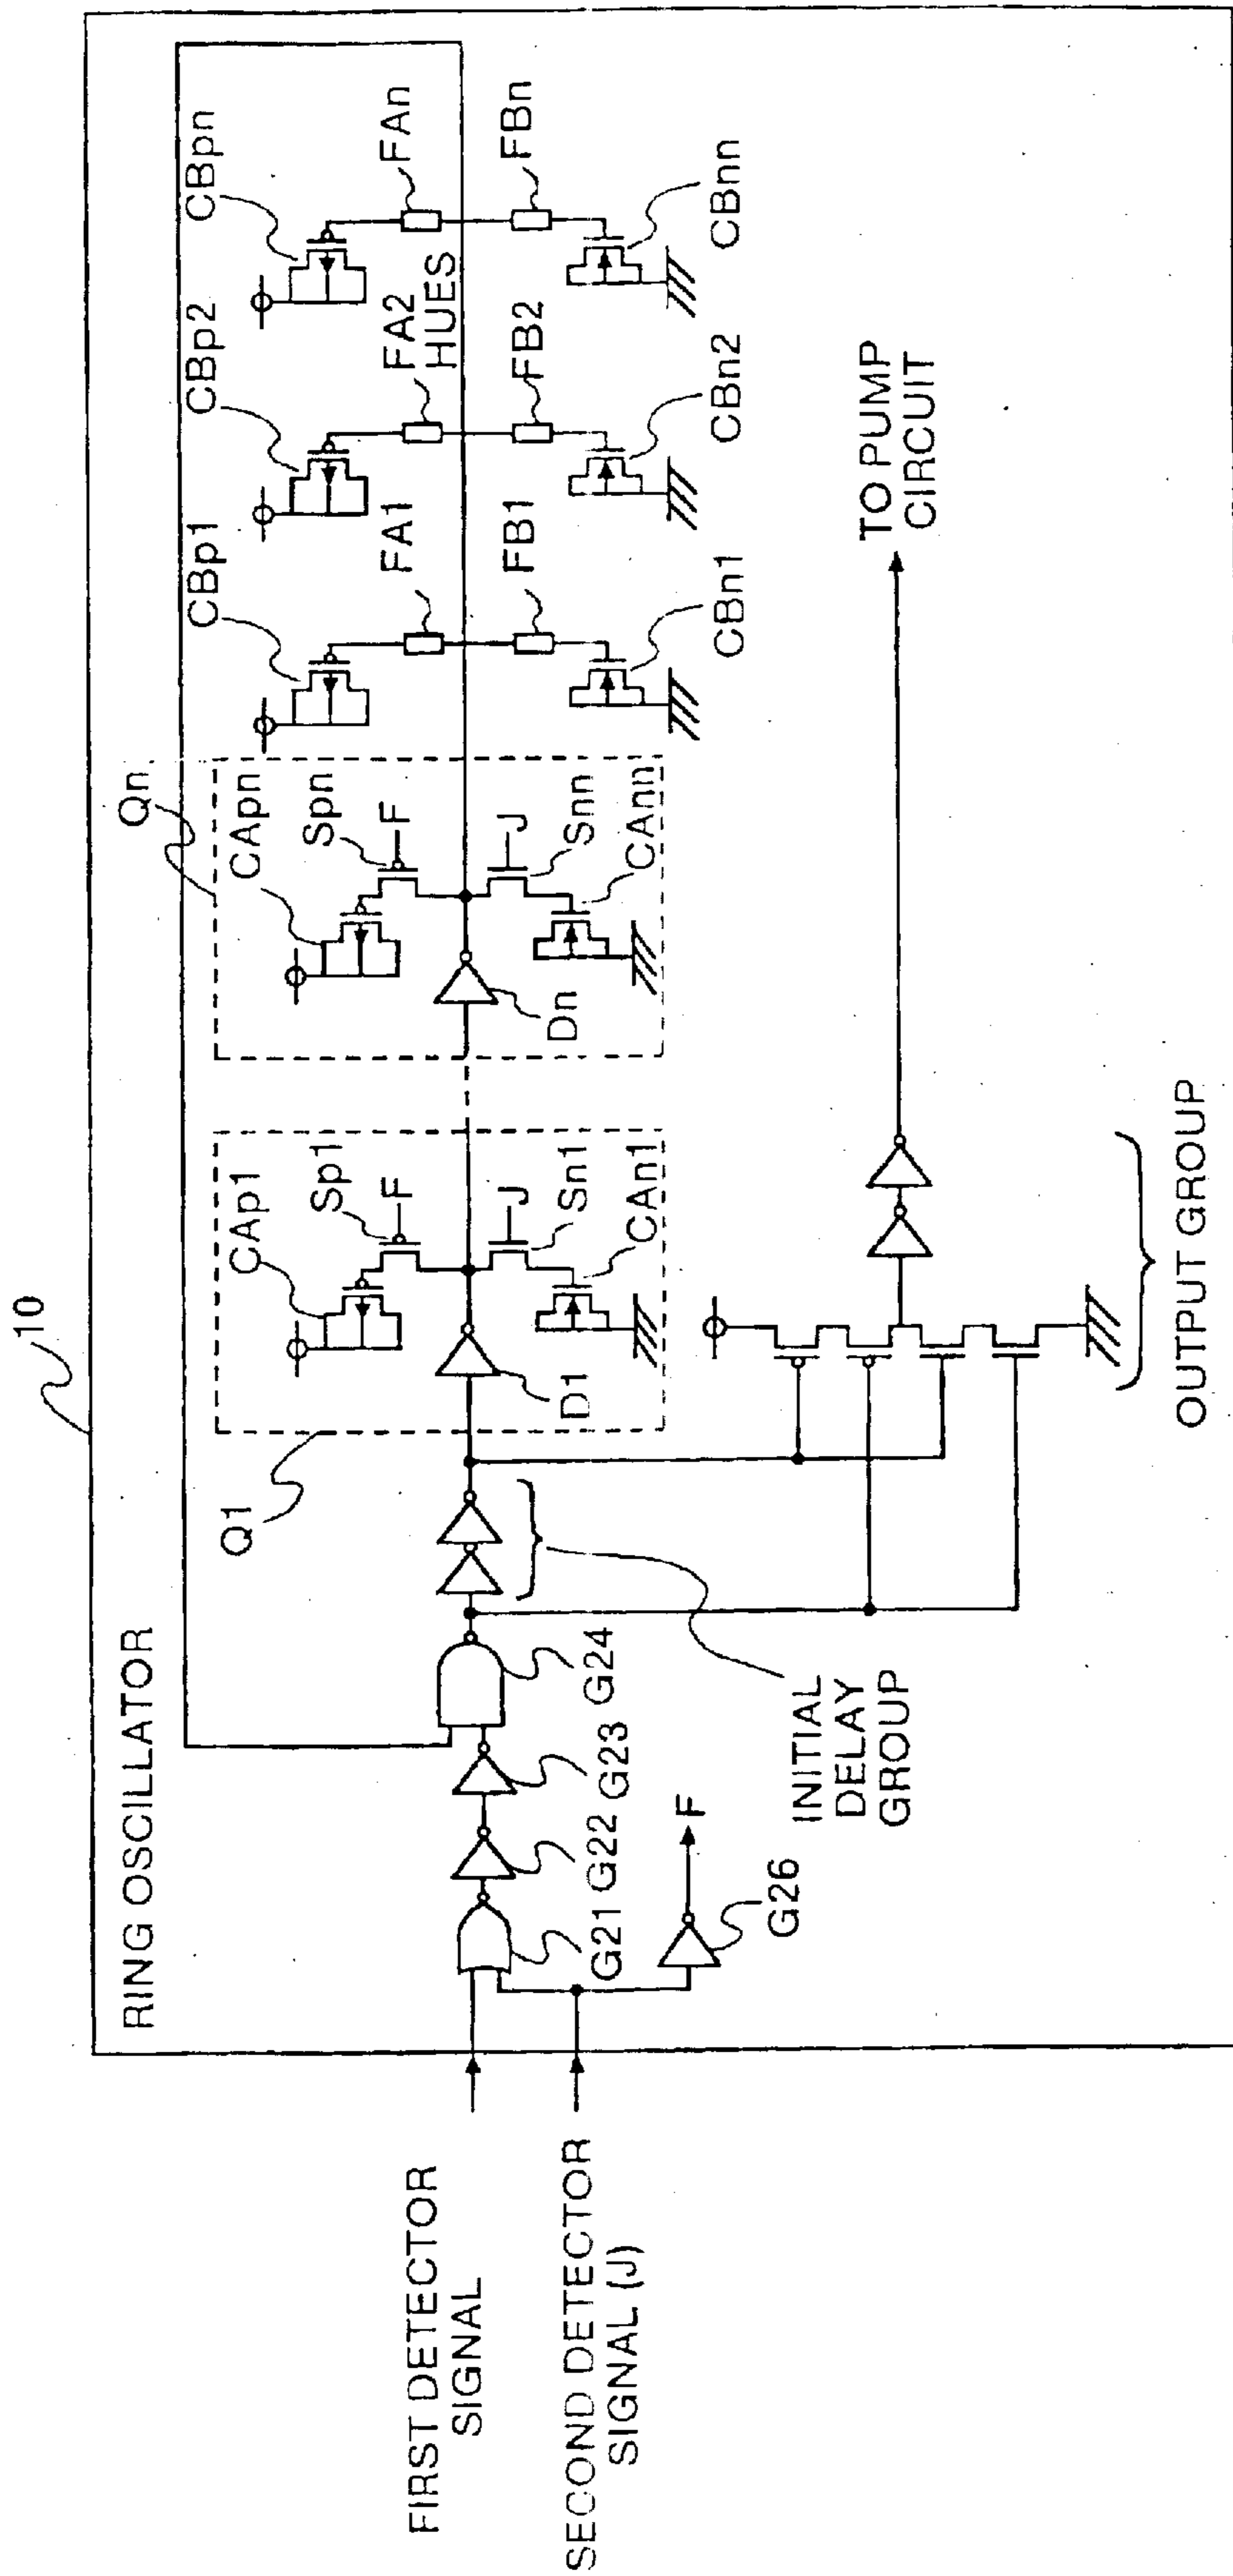 10
RING OSCILLATOR
Q1
CAp1
Sp1
F
J
Sn1
CAn1
D1
Qn
CApn
Spn
F
J
Snn
CAnn
Dn
CBp1
FA1
FB1
CBn1
CBp2
FA2
HUES
FB2
CBn2
CBpn
FAn
FBn
CBnn
FIRST DETECTOR
SIGNAL
SECOND DETECTOR
SIGNAL (J)
G21
G22
G23
G24
G26
F
INITIAL
DELAY
GROUP
OUTPUT GROUP
TO PUMP
CIRCUIT